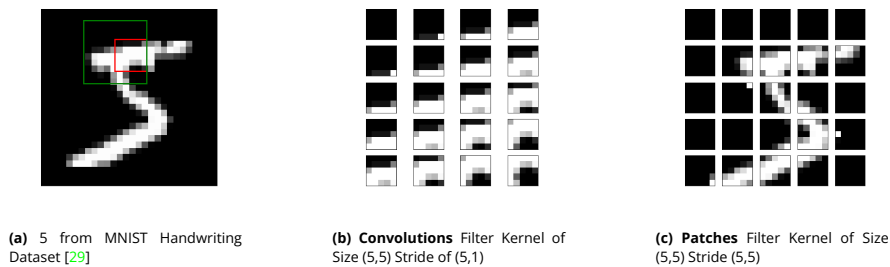 (a) 5 from MNIST Handwriting
Dataset [29]
(b) Convolutions Filter Kernel of
Size (5,5) Stride of (5,1)
(c) Patches Filter Kernel of Size
(5,5) Stride (5,5)